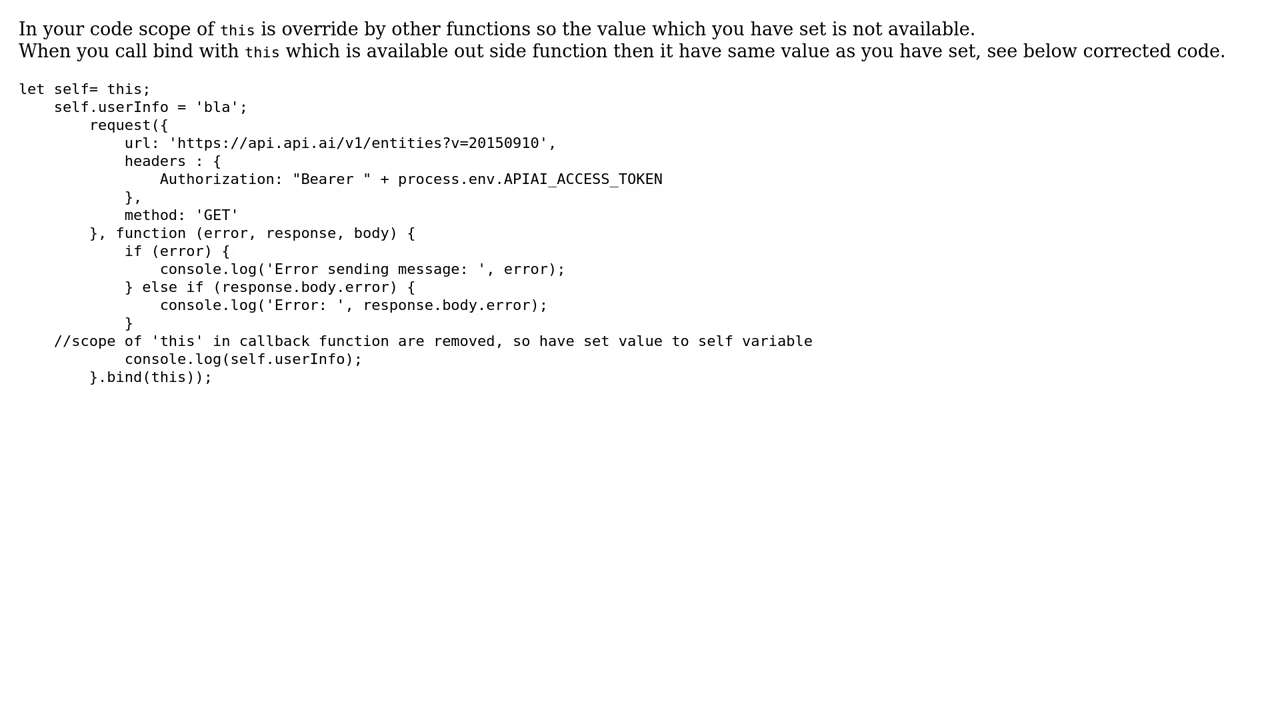 In your code scope of this is override by other functions so the value which you have set is not available.
When you call bind with this which is available out side function then it have same value as you have set, see below corrected code.
let self= this;
    self.userInfo = 'bla';
        request({
            url: 'https://api.api.ai/v1/entities?v=20150910',
            headers : {
                Authorization: "Bearer " + process.env.APIAI_ACCESS_TOKEN
            },
            method: 'GET'
        }, function (error, response, body) {
            if (error) {
                console.log('Error sending message: ', error);
            } else if (response.body.error) {
                console.log('Error: ', response.body.error);
            }
    //scope of 'this' in callback function are removed, so have set value to self variable
            console.log(self.userInfo);
        }.bind(this));